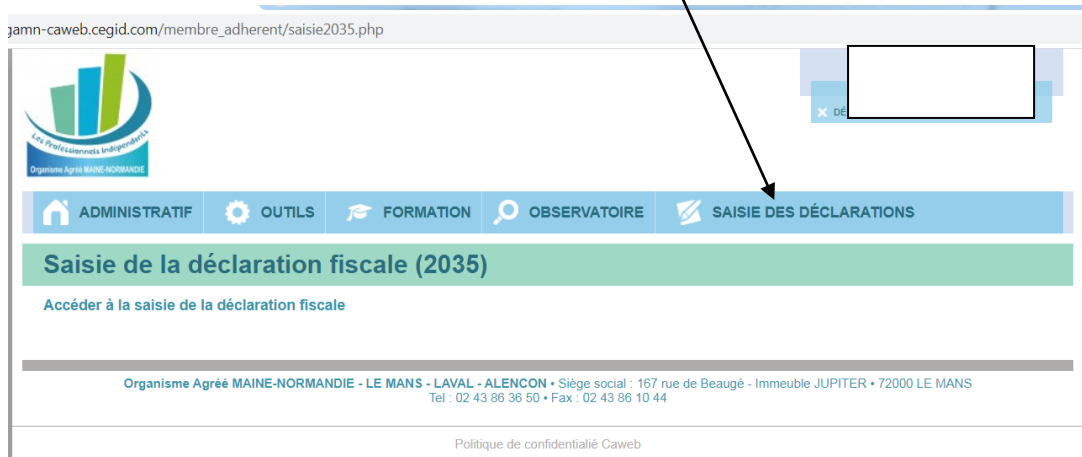 gamn-caweb.cegid.com/membre_adherent/saisie2035.php
Les Professionnels Indépendants
Organisme Agréé MAINE-NORMANDIE
DÉ
ADMINISTRATIF OUTILS FORMATION OBSERVATOIRE SAISIE DES DÉCLARATIONS
Saisie de la déclaration fiscale (2035)
Accéder à la saisie de la déclaration fiscale
Organisme Agréé MAINE-NORMANDIE - LE MANS - LAVAL - ALENCON • Siège social : 167 rue de Beaugé - Immeuble JUPITER • 72000 LE MANS
Tel : 02 43 86 36 50 • Fax : 02 43 86 10 44
Politique de confidentialié Caweb